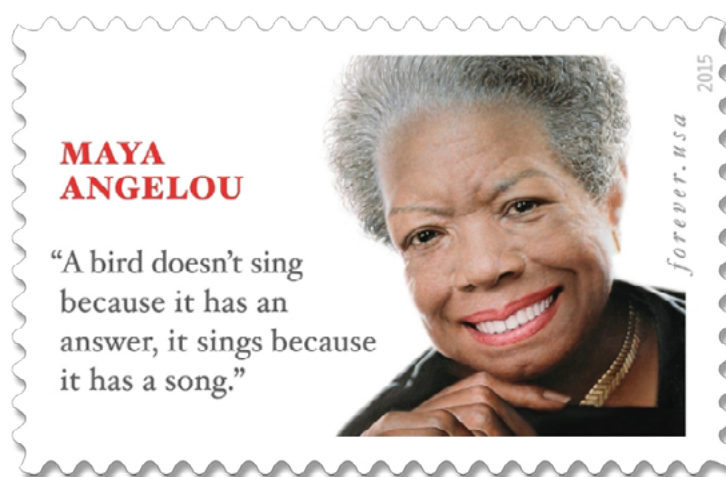 MAYA
ANGELOU
“A bird doesn’t sing
because it has an
answer, it sings because
it has a song.”
forever.usa
2015